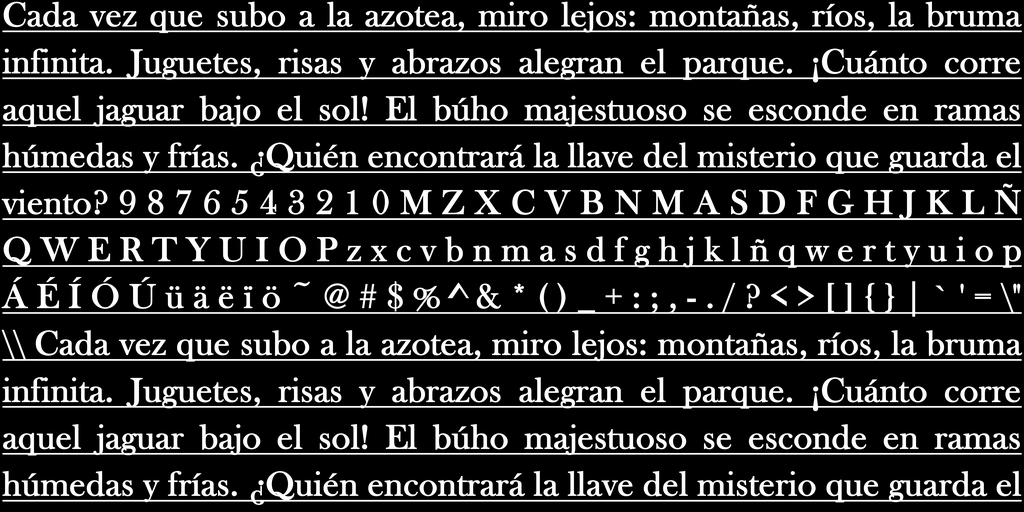 Cada vez que subo a la azotea, miro lejos: montañas, ríos, la bruma
infinita. Juguetes, risas y abrazos alegran el parque. ¡Cuánto corre
aquel jaguar bajo el sol! El búho majestuoso se esconde en ramas
húmedas y frías. ¿Quién encontrará la llave del misterio que guarda el
viento? 9 8 7 6 5 4 3 2 1 0 M Z X C V B N M A S D F G H J K L Ñ
Q W E R T Y U I O P z x c v b n m a s d f g h j k l ñ q w e r t y u i o p
Á É Í Ó Ú ü ä ë ï ö ~ @ # $ % ^ & * ( ) _ + : ; , - . / ? < > [ ] { } | ` ' = \"
\\ Cada vez que subo a la azotea, miro lejos: montañas, ríos, la bruma
infinita. Juguetes, risas y abrazos alegran el parque. ¡Cuánto corre
aquel jaguar bajo el sol! El búho majestuoso se esconde en ramas
húmedas y frías. ¿Quién encontrará la llave del misterio que guarda el